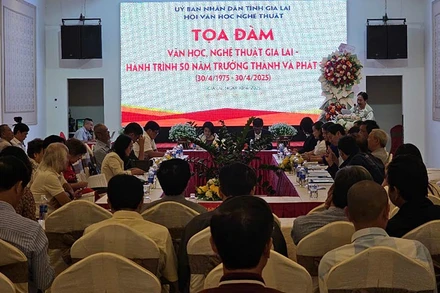 ỦY BAN NHÂN DÂN TỈNH GIA LAI
HỘI VĂN HỌC NGHỆ THUẬT
TỌA ĐÀM
VĂN HỌC, NGHỆ THUẬT GIA LAI -
HÀNH TRÌNH 50 NĂM TRƯỞNG THÀNH VÀ PHÁT
(30/4/1975 - 30/4/2025)